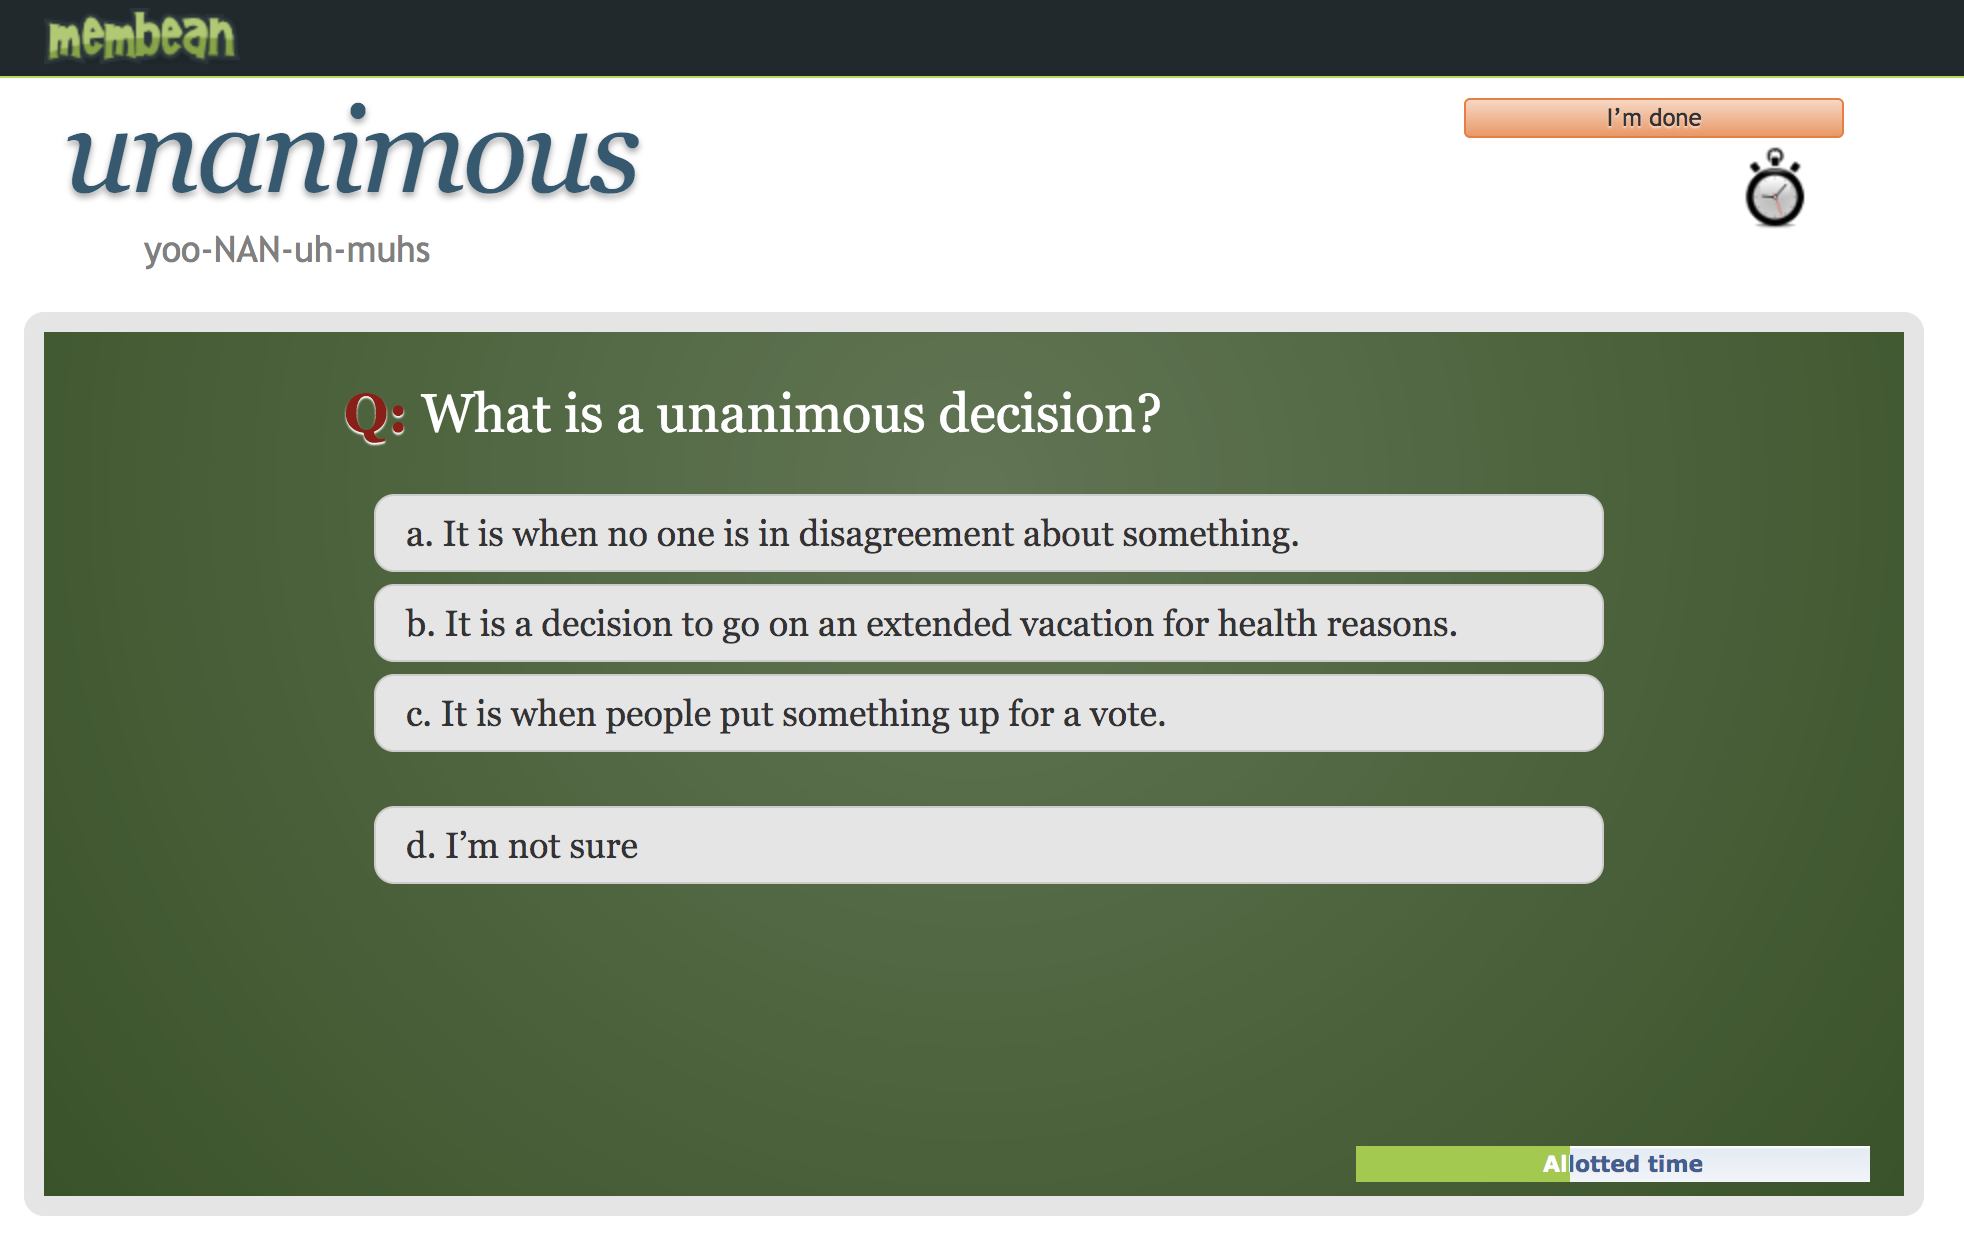 membean
unanimous
I’m done
yoo-NAN-uh-muhs
Q: What is a unanimous decision?
a. It is when no one is in disagreement about something.
b. It is a decision to go on an extended vacation for health reasons.
c. It is when people put something up for a vote.
d. I’m not sure
Allotted time